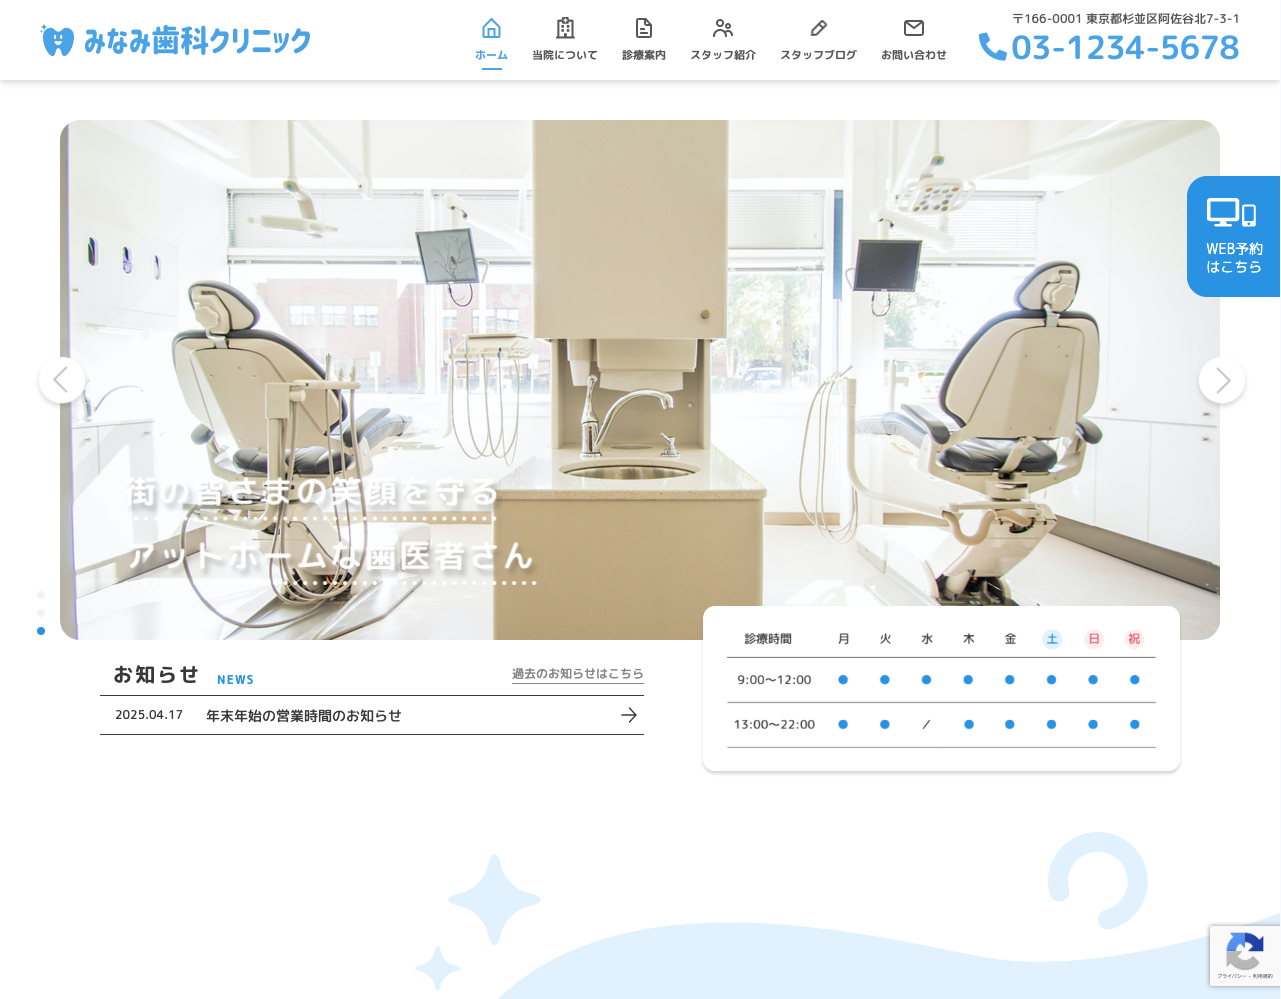 みなみ歯科クリニック
ホーム
当院について
診療案内
スタッフ紹介
スタッフブログ
お問い合わせ
〒166-0001 東京都杉並区阿佐谷北7-3-1
03-1234-5678
WEB予約
はこちら
街の皆さまの笑顔を守る
アットホームな歯医者さん
お知らせ NEWS
過去のお知らせはこちら
2025.04.17 年末年始の営業時間のお知らせ
診療時間 月 火 水 木 金 土 日 祝
9:00〜12:00 ● ● ● ● ● ● ● ●
13:00〜22:00 ● ● / ● ● ● ● ●
プライバシー - 利用規約